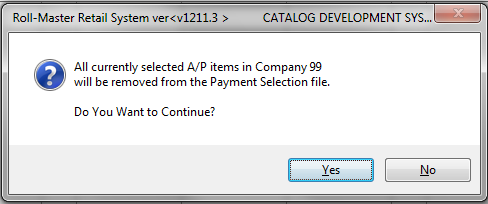 Roll-Master Retail System ver<v1211.3 > CATALOG DEVELOPMENT SYS...
All currently selected A/P items in Company 99
will be removed from the Payment Selection file.
Do You Want to Continue?
Yes No